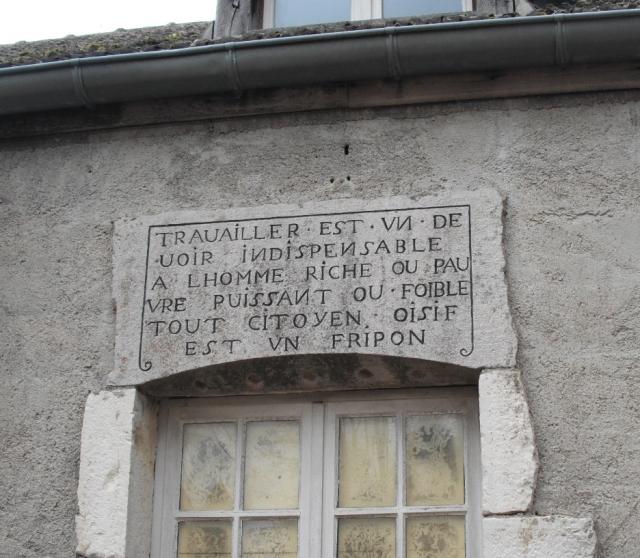 TRAUAILLER · EST · VN · DE
UOIR INDISPENSABLE
A LHOMME RICHE OU PAU
VRE PUISSANT OU · FOIBLE
TOUT CITOYEN OISIF
EST VN FRIPON